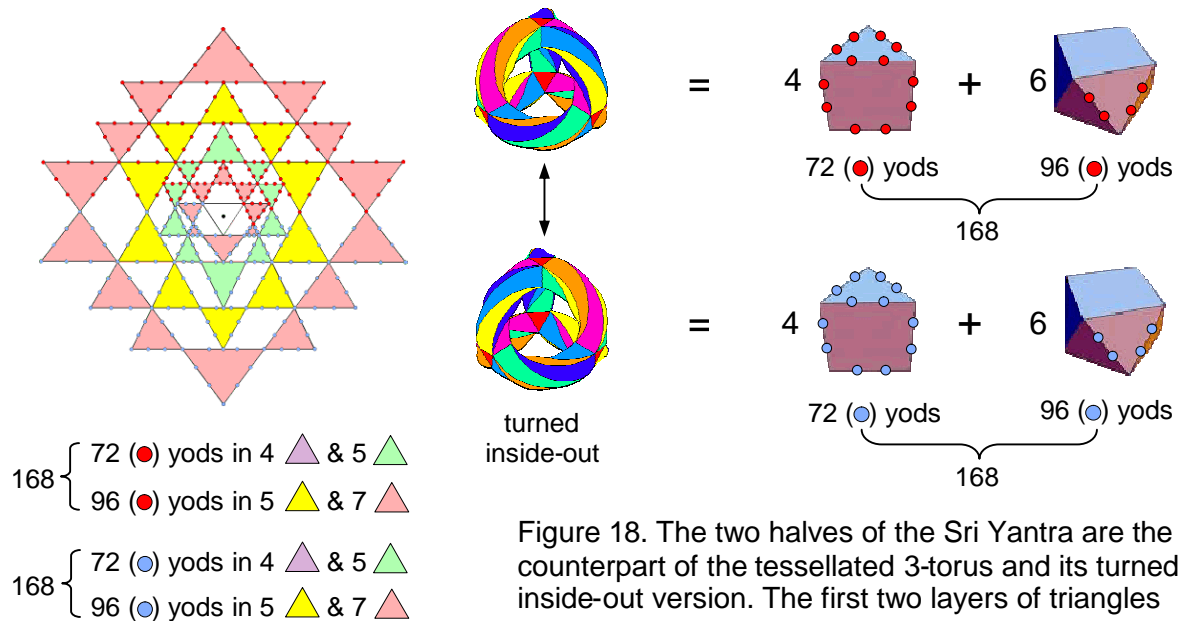 = 4 + 6
72 ( ) yods 96 ( ) yods
168
= 4 + 6
72 ( ) yods 96 ( ) yods
168
turned
inside-out
168
72 ( ) yods in 4 & 5
96 ( ) yods in 5 & 7
168
72 ( ) yods in 4 & 5
96 ( ) yods in 5 & 7
Figure 18. The two halves of the Sri Yantra are the
counterpart of the tessellated 3-torus and its turned
inside-out version. The first two layers of triangles